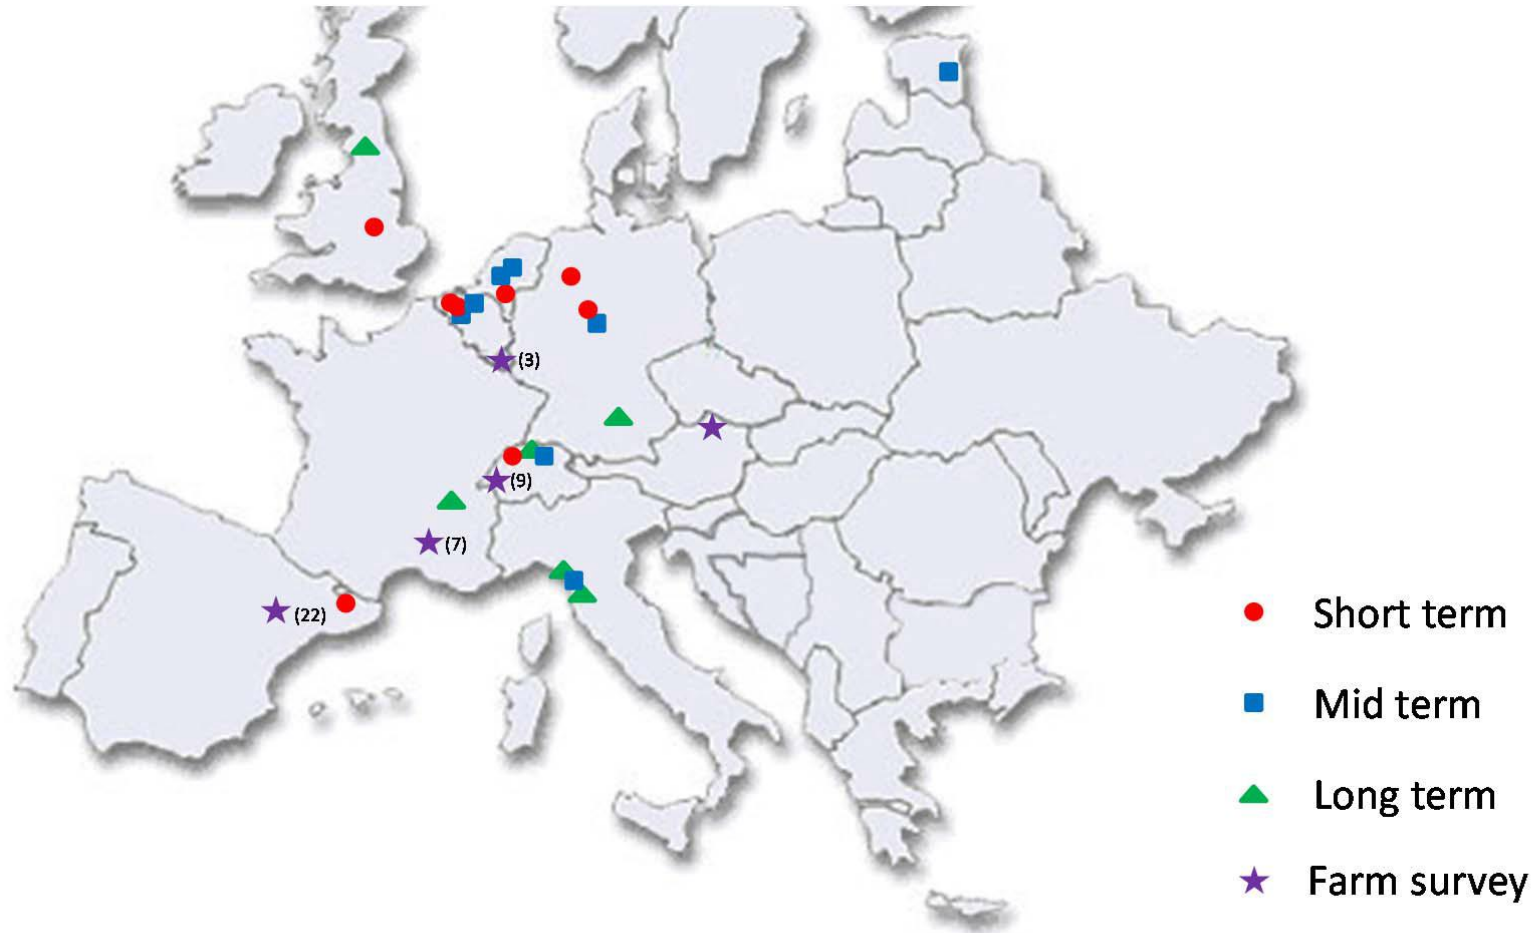 (3)
(9)
(7)
(22)
Short term
Mid term
Long term
Farm survey